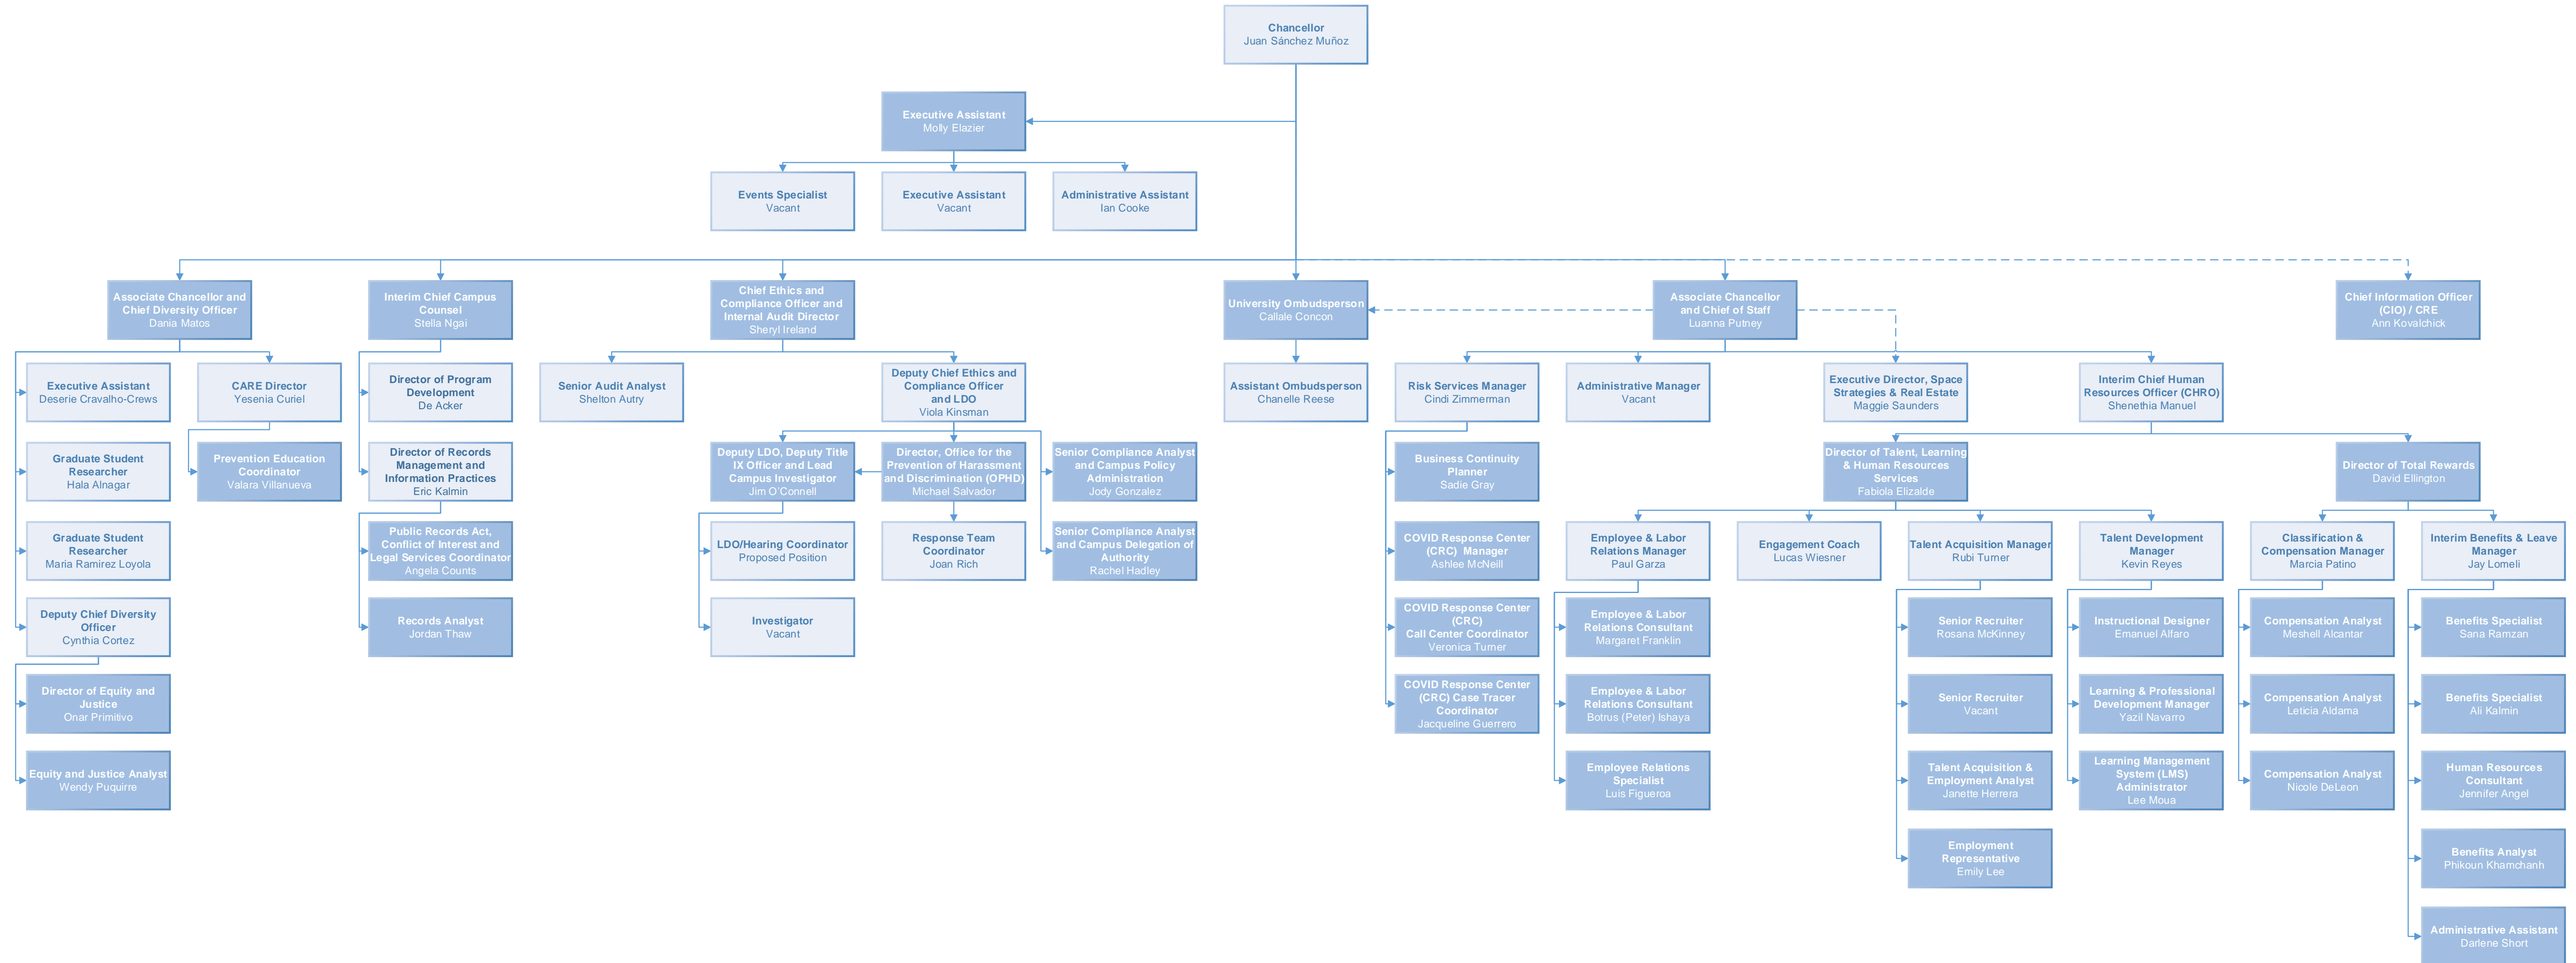 Chancellor
Juan Sánchez Muñoz
Executive Assistant
Molly Elazier
Events Specialist
Vacant
Executive Assistant
Vacant
Administrative Assistant
Ian Cooke
Associate Chancellor and
Chief Diversity Officer
Dania Matos
Interim Chief Campus
Counsel
Stella Ngai
Chief Ethics and
Compliance Officer and
Internal Audit Director
Sheryl Ireland
University Ombudsperson
Callale Concon
Associate Chancellor
and Chief of Staff
Luanna Putney
Chief Information Officer
(CIO) / CRE
Ann Kovalchick
Executive Assistant
Deserie Cravalho-Crews
CARE Director
Yesenia Curiel
Director of Program
Development
De Acker
Senior Audit Analyst
Shelton Autry
Deputy Chief Ethics and
Compliance Officer
and LDO
Viola Kinsman
Assistant Ombudsperson
Chanelle Reese
Risk Services Manager
Cindi Zimmerman
Administrative Manager
Vacant
Executive Director, Space
Strategies & Real Estate
Maggie Saunders
Interim Chief Human
Resources Officer (CHRO)
Shenethia Manuel
Graduate Student
Researcher
Hala Alnagar
Prevention Education
Coordinator
Valara Villanueva
Director of Records
Management and
Information Practices
Eric Kalmin
Deputy LDO, Deputy Title
IX Officer and Lead
Campus Investigator
Jim O'Connell
Director, Office for the
Prevention of Harassment
and Discrimination (OPHD)
Michael Salvador
Senior Compliance Analyst
and Campus Policy
Administration
Jody Gonzalez
Business Continuity
Planner
Sadie Gray
Director of Talent, Learning
& Human Resources
Services
Fabiola Elizalde
Director of Total Rewards
David Ellington
Graduate Student
Researcher
Maria Ramirez Loyola
Public Records Act,
Conflict of Interest and
Legal Services Coordinator
Angela Counts
LDO/Hearing Coordinator
Proposed Position
Response Team
Coordinator
Joan Rich
Senior Compliance Analyst
and Campus Delegation of
Authority
Rachel Hadley
COVID Response Center
(CRC) Manager
Ashlee McNeill
Employee & Labor
Relations Manager
Paul Garza
Engagement Coach
Lucas Wiesner
Talent Acquisition Manager
Rubi Turner
Talent Development
Manager
Kevin Reyes
Classification &
Compensation Manager
Marcia Patino
Interim Benefits & Leave
Manager
Jay Lomeli
Deputy Chief Diversity
Officer
Cynthia Cortez
Records Analyst
Jordan Thaw
Investigator
Vacant
COVID Response Center
(CRC)
Call Center Coordinator
Veronica Turner
Employee & Labor
Relations Consultant
Margaret Franklin
Senior Recruiter
Rosana McKinney
Instructional Designer
Emanuel Alfaro
Compensation Analyst
Meshell Alcantar
Benefits Specialist
Sana Ramzan
Director of Equity and
Justice
Onar Primitivo
COVID Response Center
(CRC) Case Tracer
Coordinator
Jacqueline Guerrero
Employee & Labor
Relations Consultant
Botrus (Peter) Ishaya
Senior Recruiter
Vacant
Learning & Professional
Development Manager
Yazil Navarro
Compensation Analyst
Leticia Aldama
Benefits Specialist
Ali Kalmin
Equity and Justice Analyst
Wendy Puquirre
Employee Relations
Specialist
Luis Figueroa
Talent Acquisition &
Employment Analyst
Janette Herrera
Learning Management
System (LMS)
Administrator
Lee Moua
Compensation Analyst
Nicole DeLeon
Human Resources
Consultant
Jennifer Angel
Employment
Representative
Emily Lee
Benefits Analyst
Phikoun Khamchanh
Administrative Assistant
Darlene Short